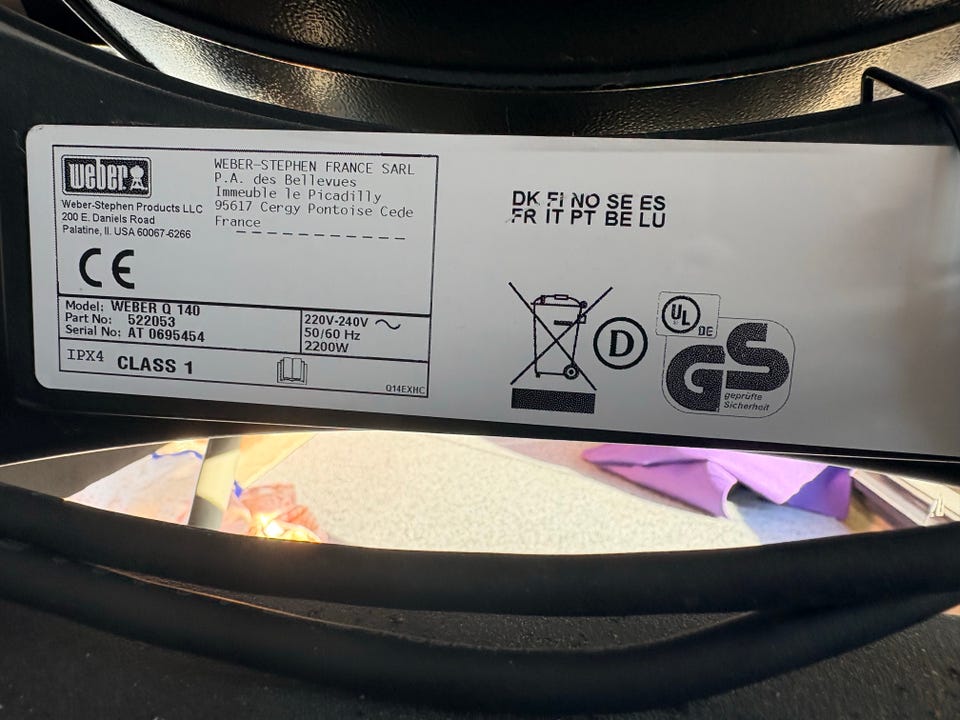 weber
WEBER-STEPHEN FRANCE SARL
P.A. des Bellevues
Immeuble le Picadilly
95617 Cergy Pontoise Cede
France
Weber-Stephen Products LLC
200 E. Daniels Road
Palatine, Il. USA 60067-6266
CE
Model: WEBER Q 140
Part No: 522053
Serial No: AT 0695454
220V-240V ~
50/60 Hz
2200W
IPX4 CLASS 1
Q14EXHC
DK FI NO SE ES
FR IT PT BE LU
D
UL
DE
GS
geprüfte
Sicherheit